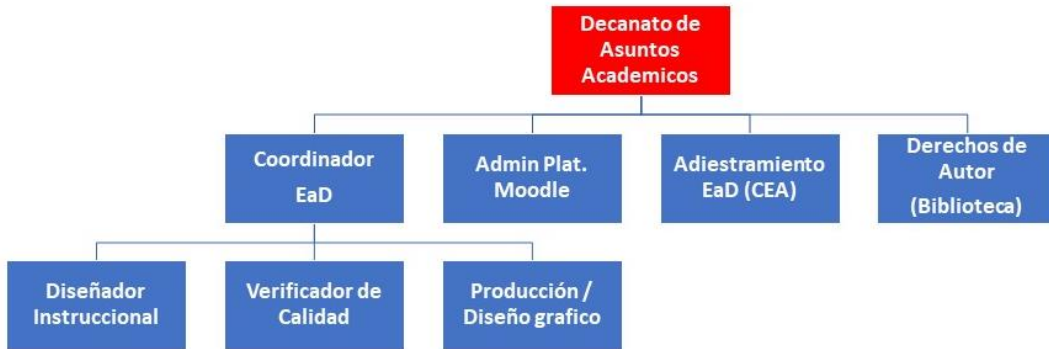 Decanato de
Asuntos
Academicos
Coordinador
EaD
Admin Plat.
Moodle
Adiestramiento
EaD (CEA)
Derechos de
Autor
(Biblioteca)
Diseñador
Instruccional
Verificador de
Calidad
Producción /
Diseño grafico